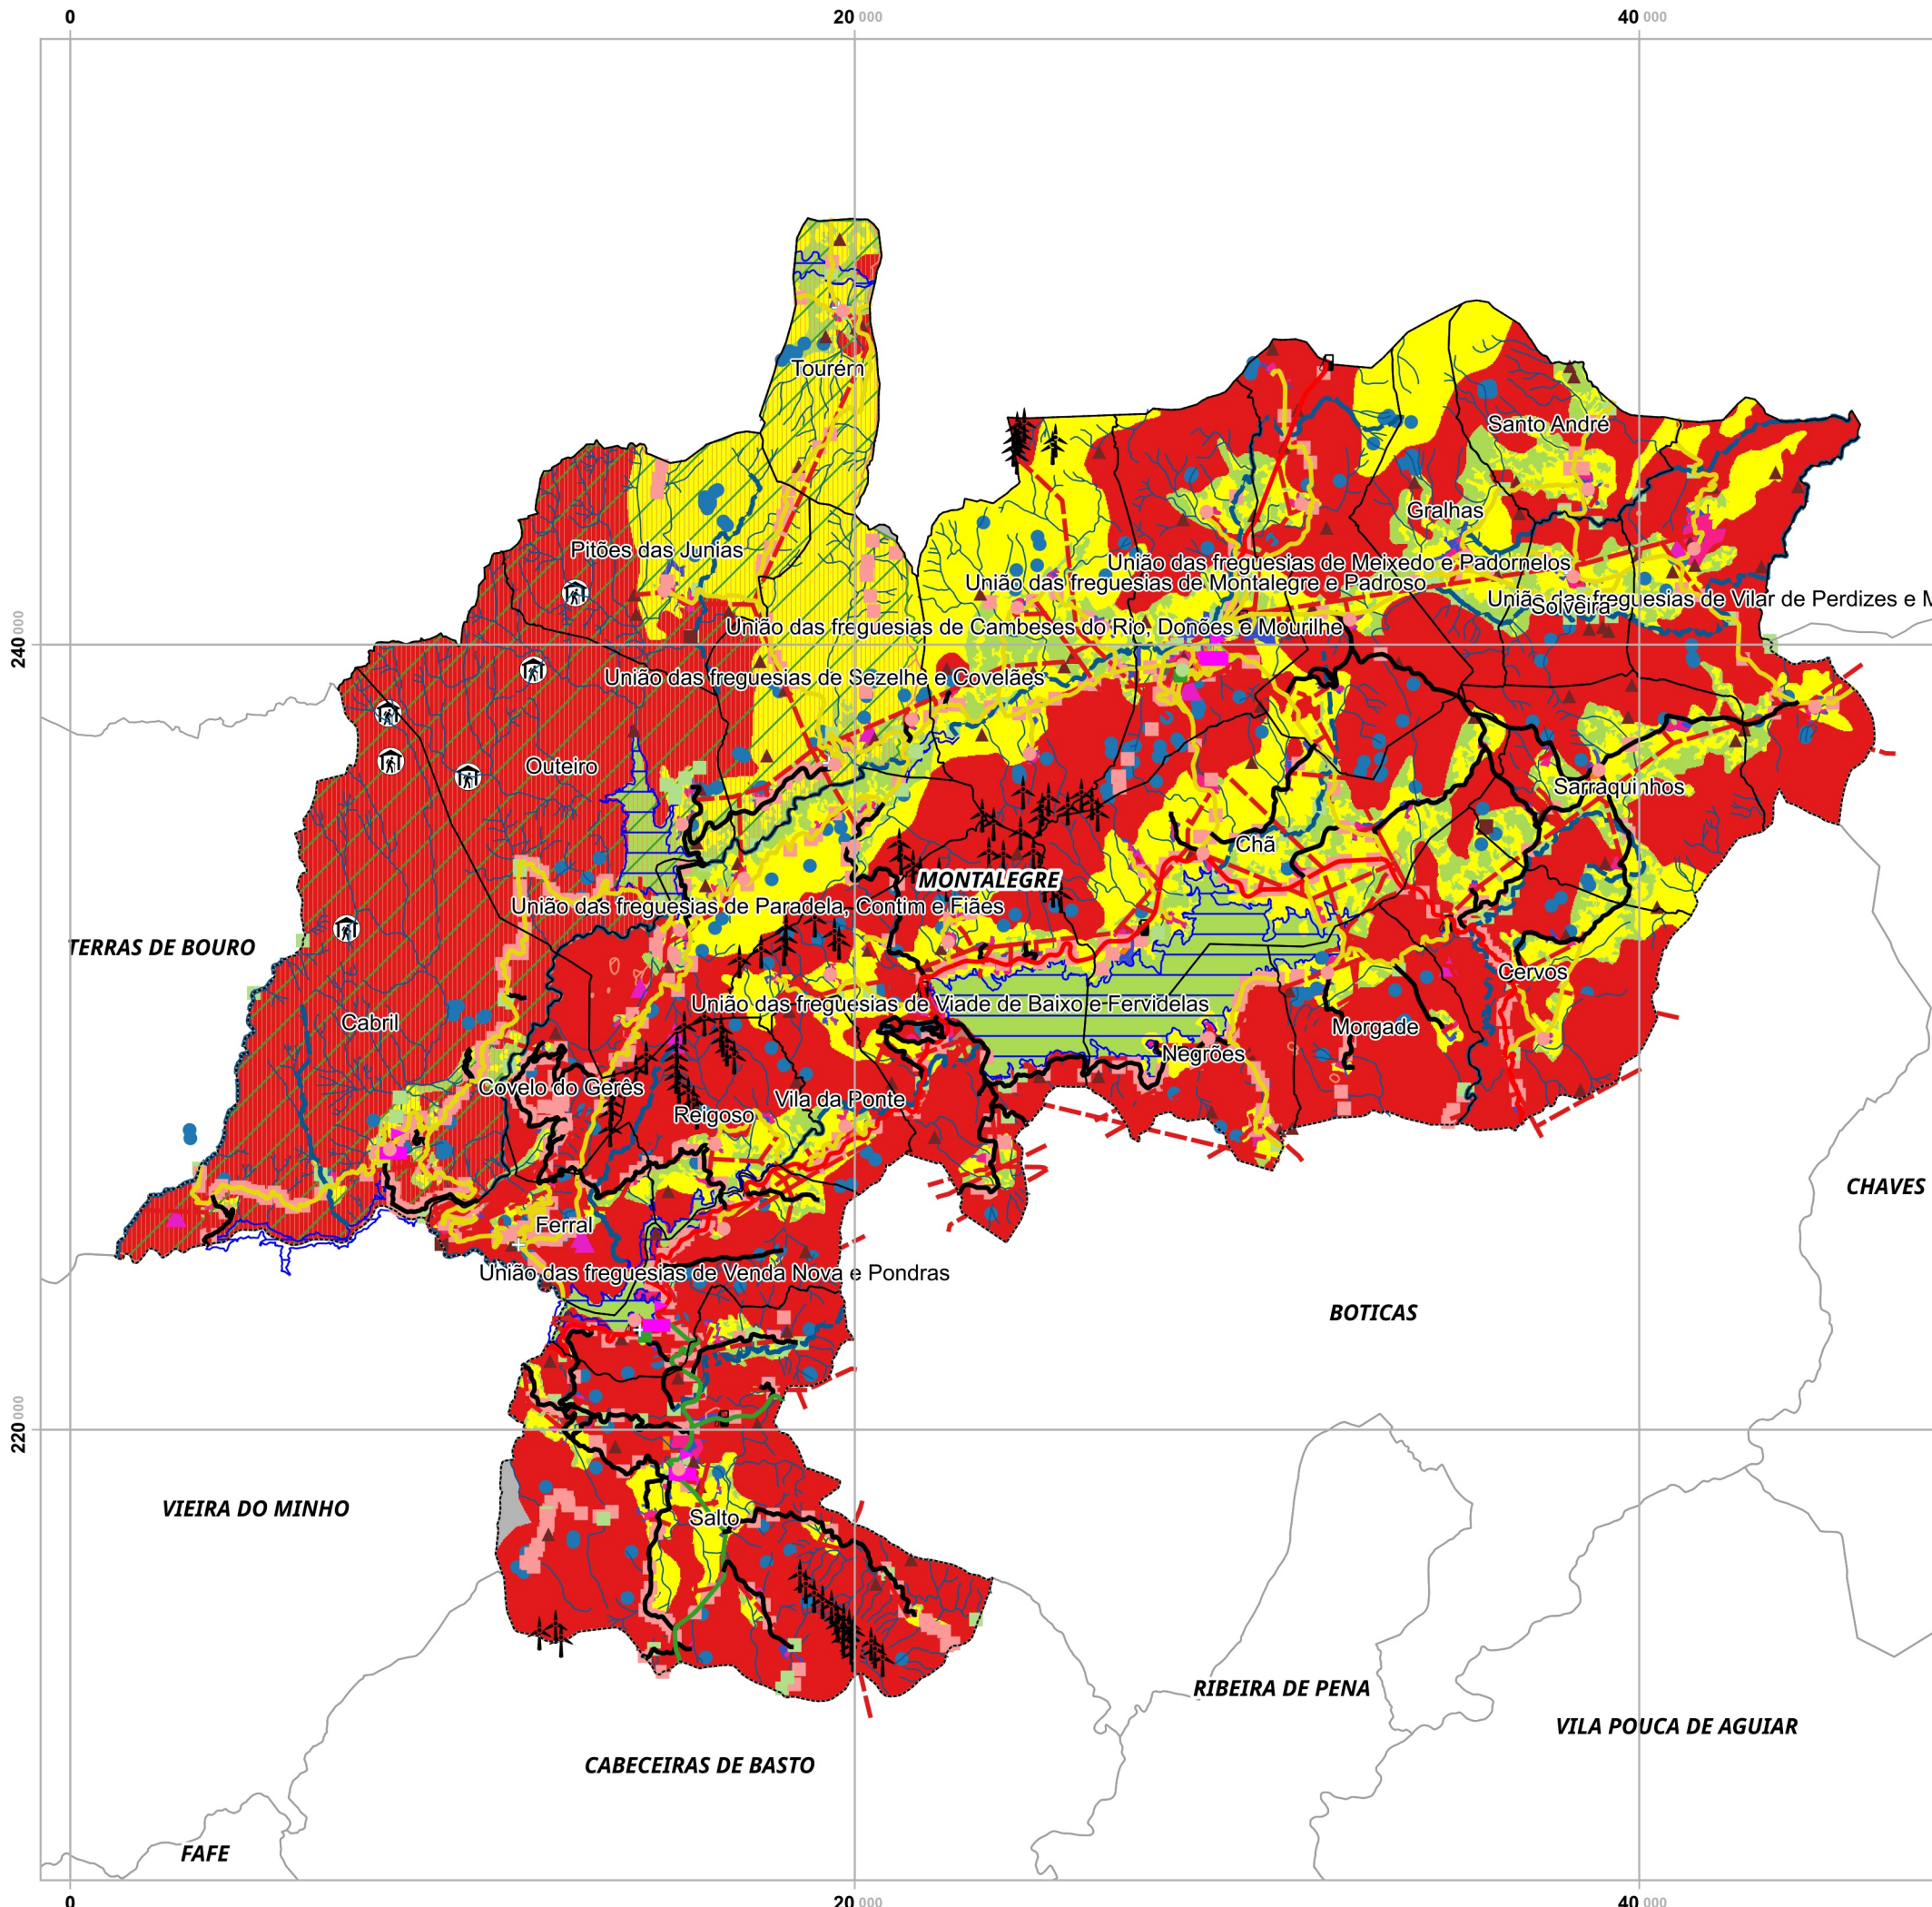 0
20 000
40 000
Tourém
Santo André
Gralhas
Pitões das Junias
União das freguesias de Meixedo e Padornelos
União das freguesias de Montalegre e Padroso
União das freguesias de Vilar de Perdizes e M
Solveira
União das freguesias de Cambeses do Rio, Donões e Mourilhe
240 000
União das freguesias de Sezelhe e Covelães
Outeiro
Sarraquinhos
Chã
MONTALEGRE
União das freguesias de Paradela, Contim e Fiães
TERRAS DE BOURO
Cervos
União das freguesias de Viade de Baixo e Fervidelas
Cabril
Morgade
Negrões
Covelo do Gerês
Vila da Ponte
Reigoso
CHAVES
Ferral
União das freguesias de Venda Nova e Pondras
BOTICAS
220 000
VIEIRA DO MINHO
Salto
RIBEIRA DE PENA
VILA POUCA DE AGUIAR
CABECEIRAS DE BASTO
FAFE
0
20 000
40 000